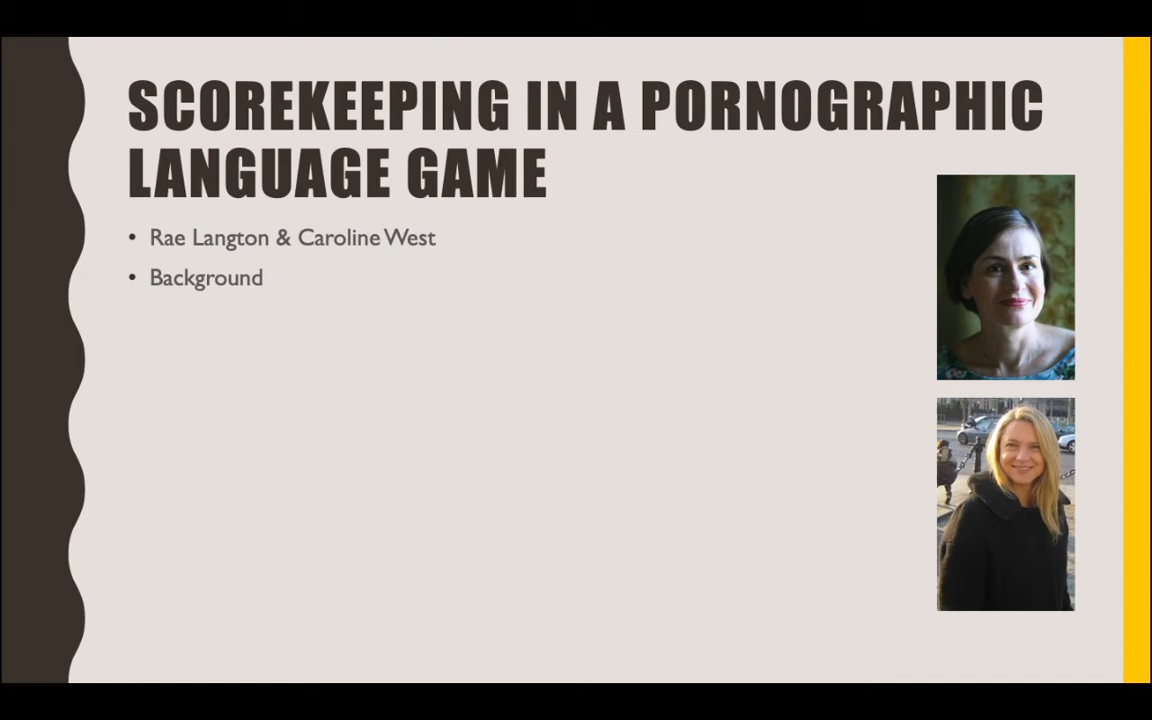 SCOREKEEPING IN A PORNOGRAPHIC
LANGUAGE GAME
• Rae Langton & Caroline West
• Background